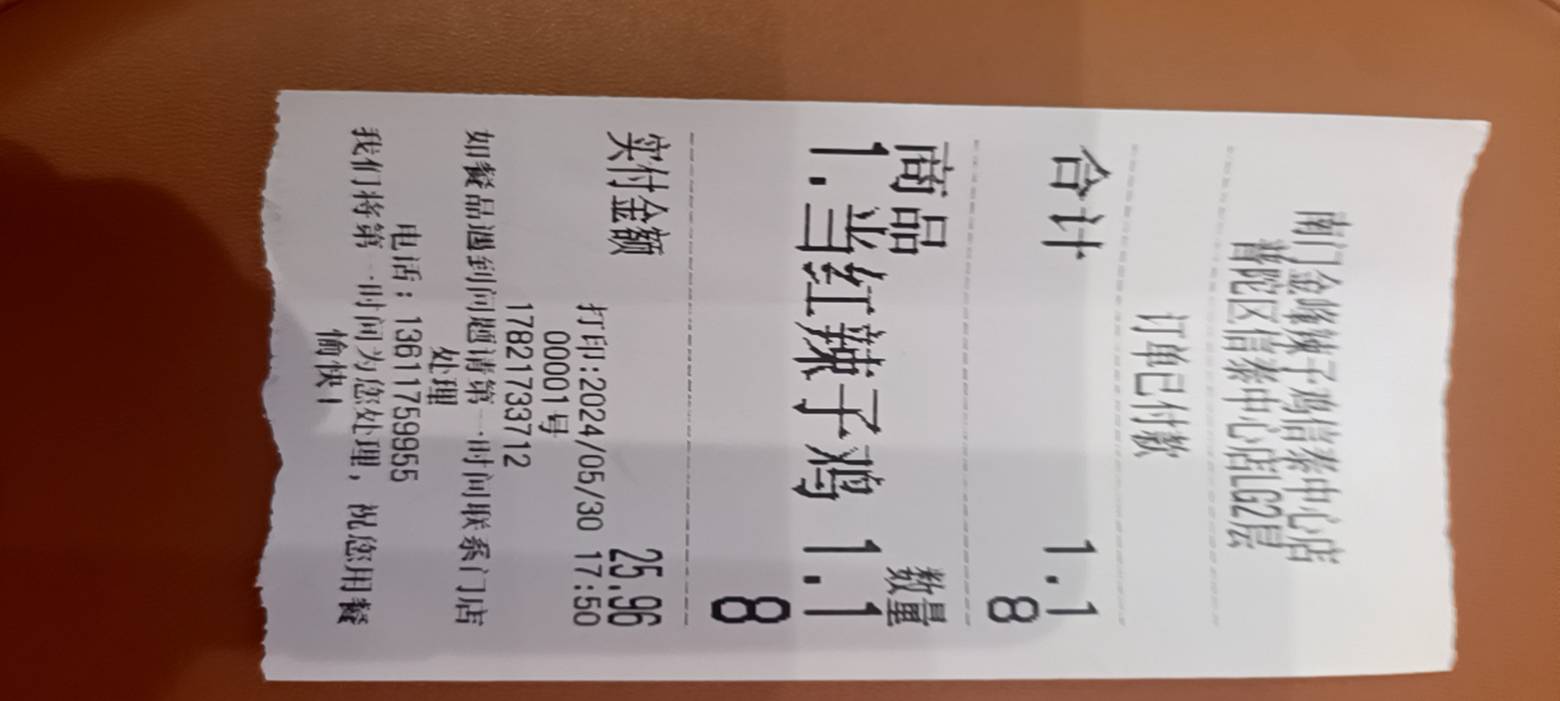 南门金燦辣子鸡信泰中心店
普陀区信泰中心店LG2层
订单已付款
合计 1.1
8
商品 数量
1.当红辣子鸡 1.1
8
实付金额 25.96
打印:2024/05/30 17:50
00001号
17821733712
如餐品遇到问题请第一时间联系门店
处理
电话：13611759955
我们将第一时间为您处理，祝您用餐
愉快！